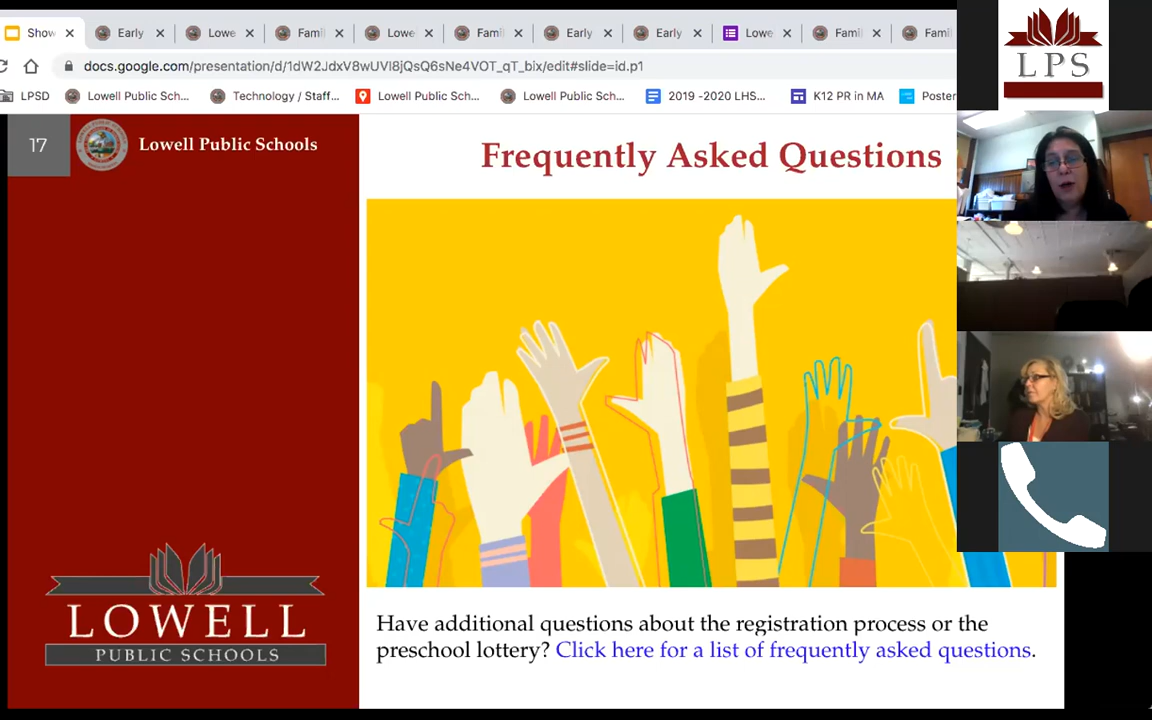 Show
Early
Lowe
Famil
Lowe
Famil
Early
Early
Lowe
Famil
Famil
docs.google.com/presentation/d/1dW2JdxV8wUVI8jQsQ6sNe4VOT_qT_bix/edit#slide=id.p1
LPSD
Lowell Public Sch...
Technology / Staff...
Lowell Public Sch...
Lowell Public Sch...
2019 -2020 LHS...
K12 PR in MA
Poster
LPS
17
Lowell Public Schools
Frequently Asked Questions
LOWELL
PUBLIC SCHOOLS
Have additional questions about the registration process or the
preschool lottery? Click here for a list of frequently asked questions.